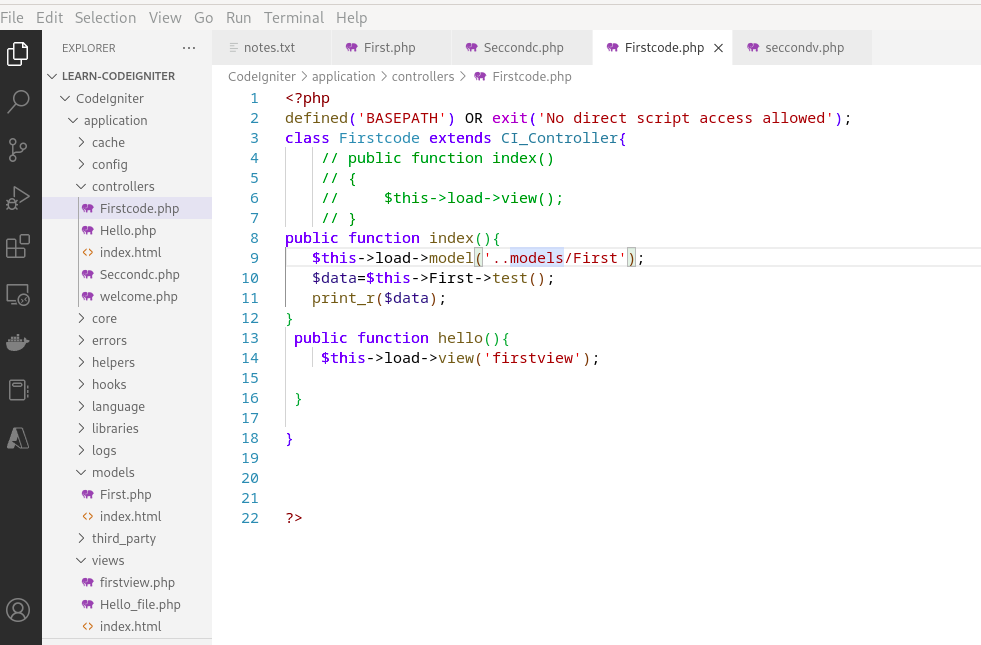 File Edit Selection View Go Run Terminal Help
EXPLORER ···
LEARN-CODEIGNITER
CodeIgniter
application
cache
config
controllers
Firstcode.php
Hello.php
index.html
Seccondc.php
welcome.php
core
errors
helpers
hooks
language
libraries
logs
models
First.php
index.html
third_party
views
firstview.php
Hello_file.php
index.html
notes.txt First.php Seccondc.php Firstcode.php seccondv.php
CodeIgniter > application > controllers > Firstcode.php
1 <?php
2 defined('BASEPATH') OR exit('No direct script access allowed');
3 class Firstcode extends CI_Controller{
4     // public function index()
5     // {
6     //     $this->load->view();
7     // }
8 public function index(){
9    $this->load->model('..models/First');
10    $data=$this->First->test();
11    print_r($data);
12 }
13  public function hello(){
14     $this->load->view('firstview');
15
16  }
17
18 }
19
20
21
22 ?>